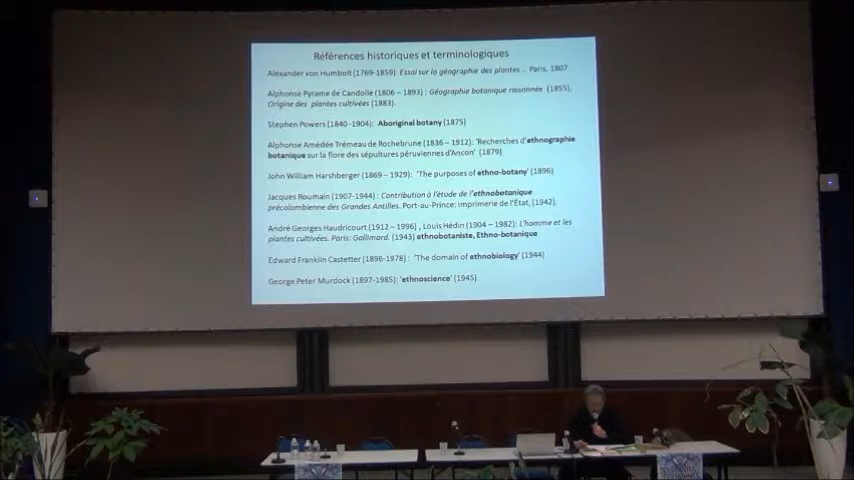 Références historiques et terminologiques
Alexander von Humbolt (1769-1859). Essai sur la géographie des plantes .. Paris, 1807
Alphonse Pyrame de Candolle (1806 – 1893) : Géographie botanique raisonnée (1855),
Origine des plantes cultivées (1883).
Stephen Powers (1840 -1904): Aboriginal botany (1875)
Alphonse Amédée Trémeau de Rochebrune (1836 – 1912): 'Recherches d'ethnographie
botanique sur la flore des sépultures péruviennes d'Ancon' (1879)
John William Harshberger (1869 – 1929): 'The purposes of ethno-botany' (1896)
Jacques Roumain (1907-1944) : Contribution à l'étude de l'ethnobotanique
précolombienne des Grandes Antilles. Port-au-Prince: Imprimerie de l'État, (1942)
André Georges Haudricourt (1912 – 1996) , Louis Hédin (1904 – 1982): L'homme et les
plantes cultivées. Paris: Gallimard. (1943) ethnobotaniste, Ethno-botanique
Edward Franklin Castetter (1896-1978) : 'The domain of ethnobiology' (1944)
George Peter Murdock (1897-1985): 'ethnoscience' (1945)